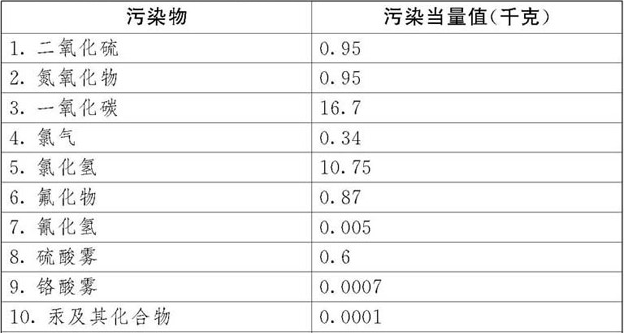 污染物 污染当量值(千克)
1. 二氧化硫 0.95
2. 氮氧化物 0.95
3. 一氧化碳 16.7
4. 氯气 0.34
5. 氯化氢 10.75
6. 氟化物 0.87
7. 氰化氢 0.005
8. 硫酸雾 0.6
9. 铬酸雾 0.0007
10. 汞及其化合物 0.0001